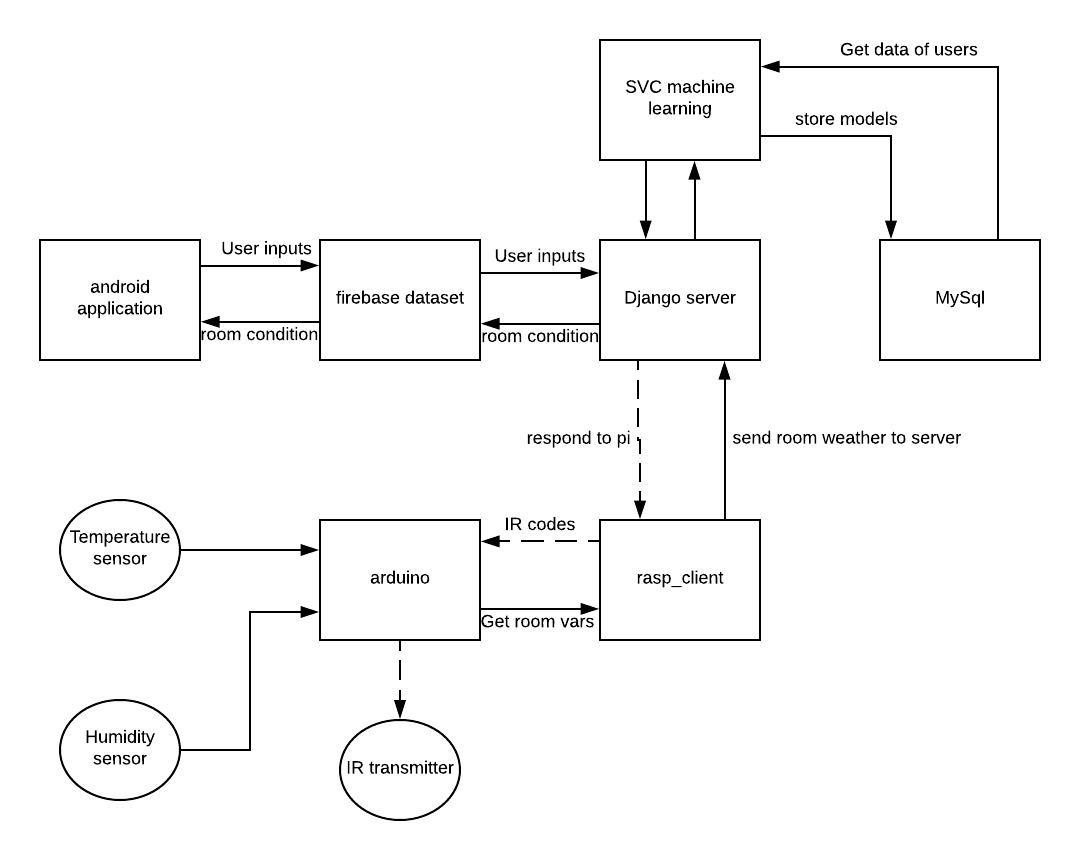 Get data of users
SVC machine
learning
store models
User inputs
User inputs
android
application
firebase dataset
Django server
MySql
room condition
room condition
respond to pi
send room weather to server
IR codes
Temperature
sensor
arduino
rasp_client
Get room vars
Humidity
sensor
IR transmitter